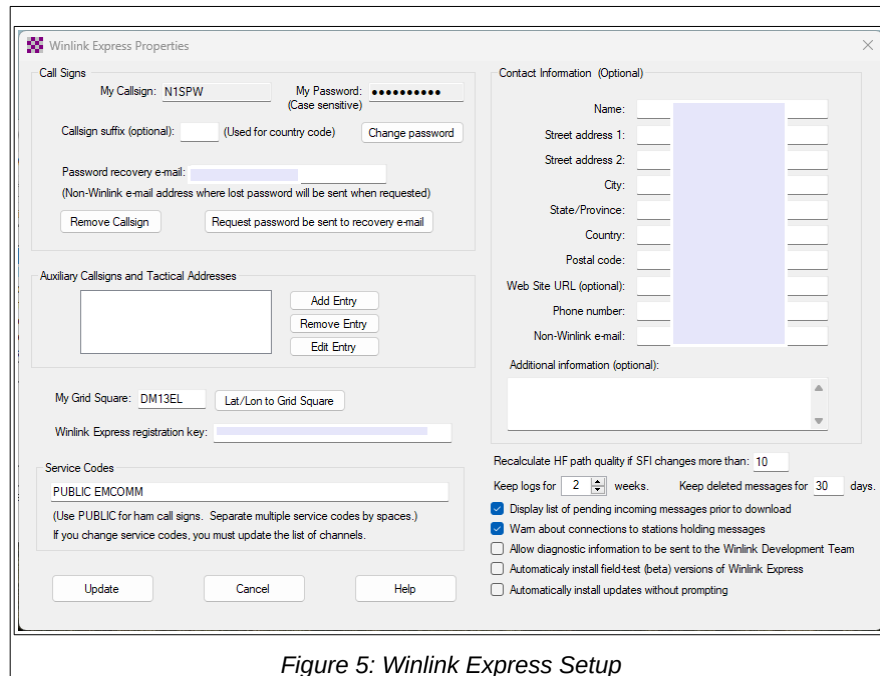 Winlink Express Properties
Call Signs
My Callsign: N1SPW My Password: ●●●●●●●●●●
(Case sensitive)
Callsign suffix (optional): (Used for country code) Change password
Password recovery e-mail:
(Non-Winlink e-mail address where lost password will be sent when requested)
Remove Callsign Request password be sent to recovery e-mail
Auxiliary Callsigns and Tactical Addresses
Add Entry
Remove Entry
Edit Entry
My Grid Square: DM13EL Lat/Lon to Grid Square
Winlink Express registration key:
Service Codes
PUBLIC EMCOMM
(Use PUBLIC for ham call signs. Separate multiple service codes by spaces.)
If you change service codes, you must update the list of channels.
Update Cancel Help
Contact Information (Optional)
Name:
Street address 1:
Street address 2:
City:
State/Province:
Country:
Postal code:
Web Site URL (optional):
Phone number:
Non-Winlink e-mail:
Additional information (optional):
Recalculate HF path quality if SFI changes more than: 10
Keep logs for 2 weeks. Keep deleted messages for 30 days.
Display list of pending incoming messages prior to download
Warn about connections to stations holding messages
Allow diagnostic information to be sent to the Winlink Development Team
Automaticaly install field-test (beta) versions of Winlink Express
Automatically install updates without prompting
Figure 5: Winlink Express Setup